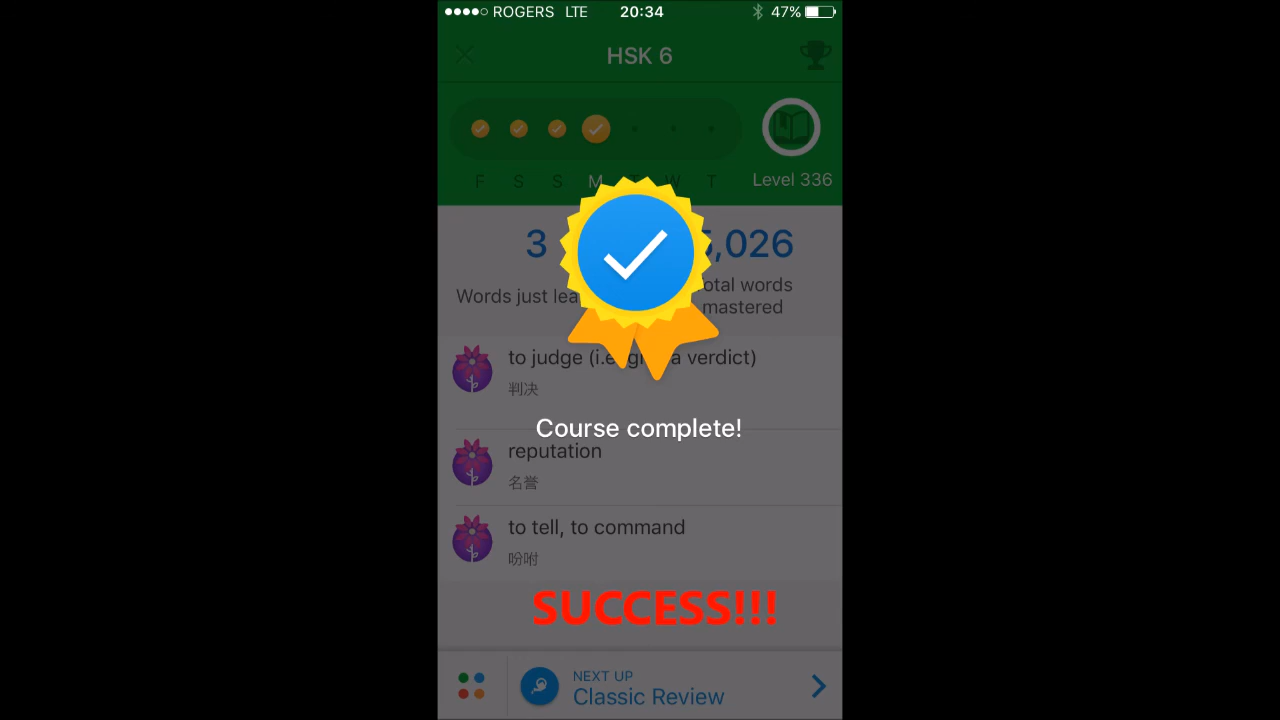 ROGERS LTE 20:34 47%
HSK 6
F S S M T W T
Level 336
3 ,026
Words just lea otal words
mastered
to judge (i.e. a verdict)
判决
Course complete!
reputation
名誉
to tell, to command
吩咐
SUCCESS!!!
NEXT UP
Classic Review